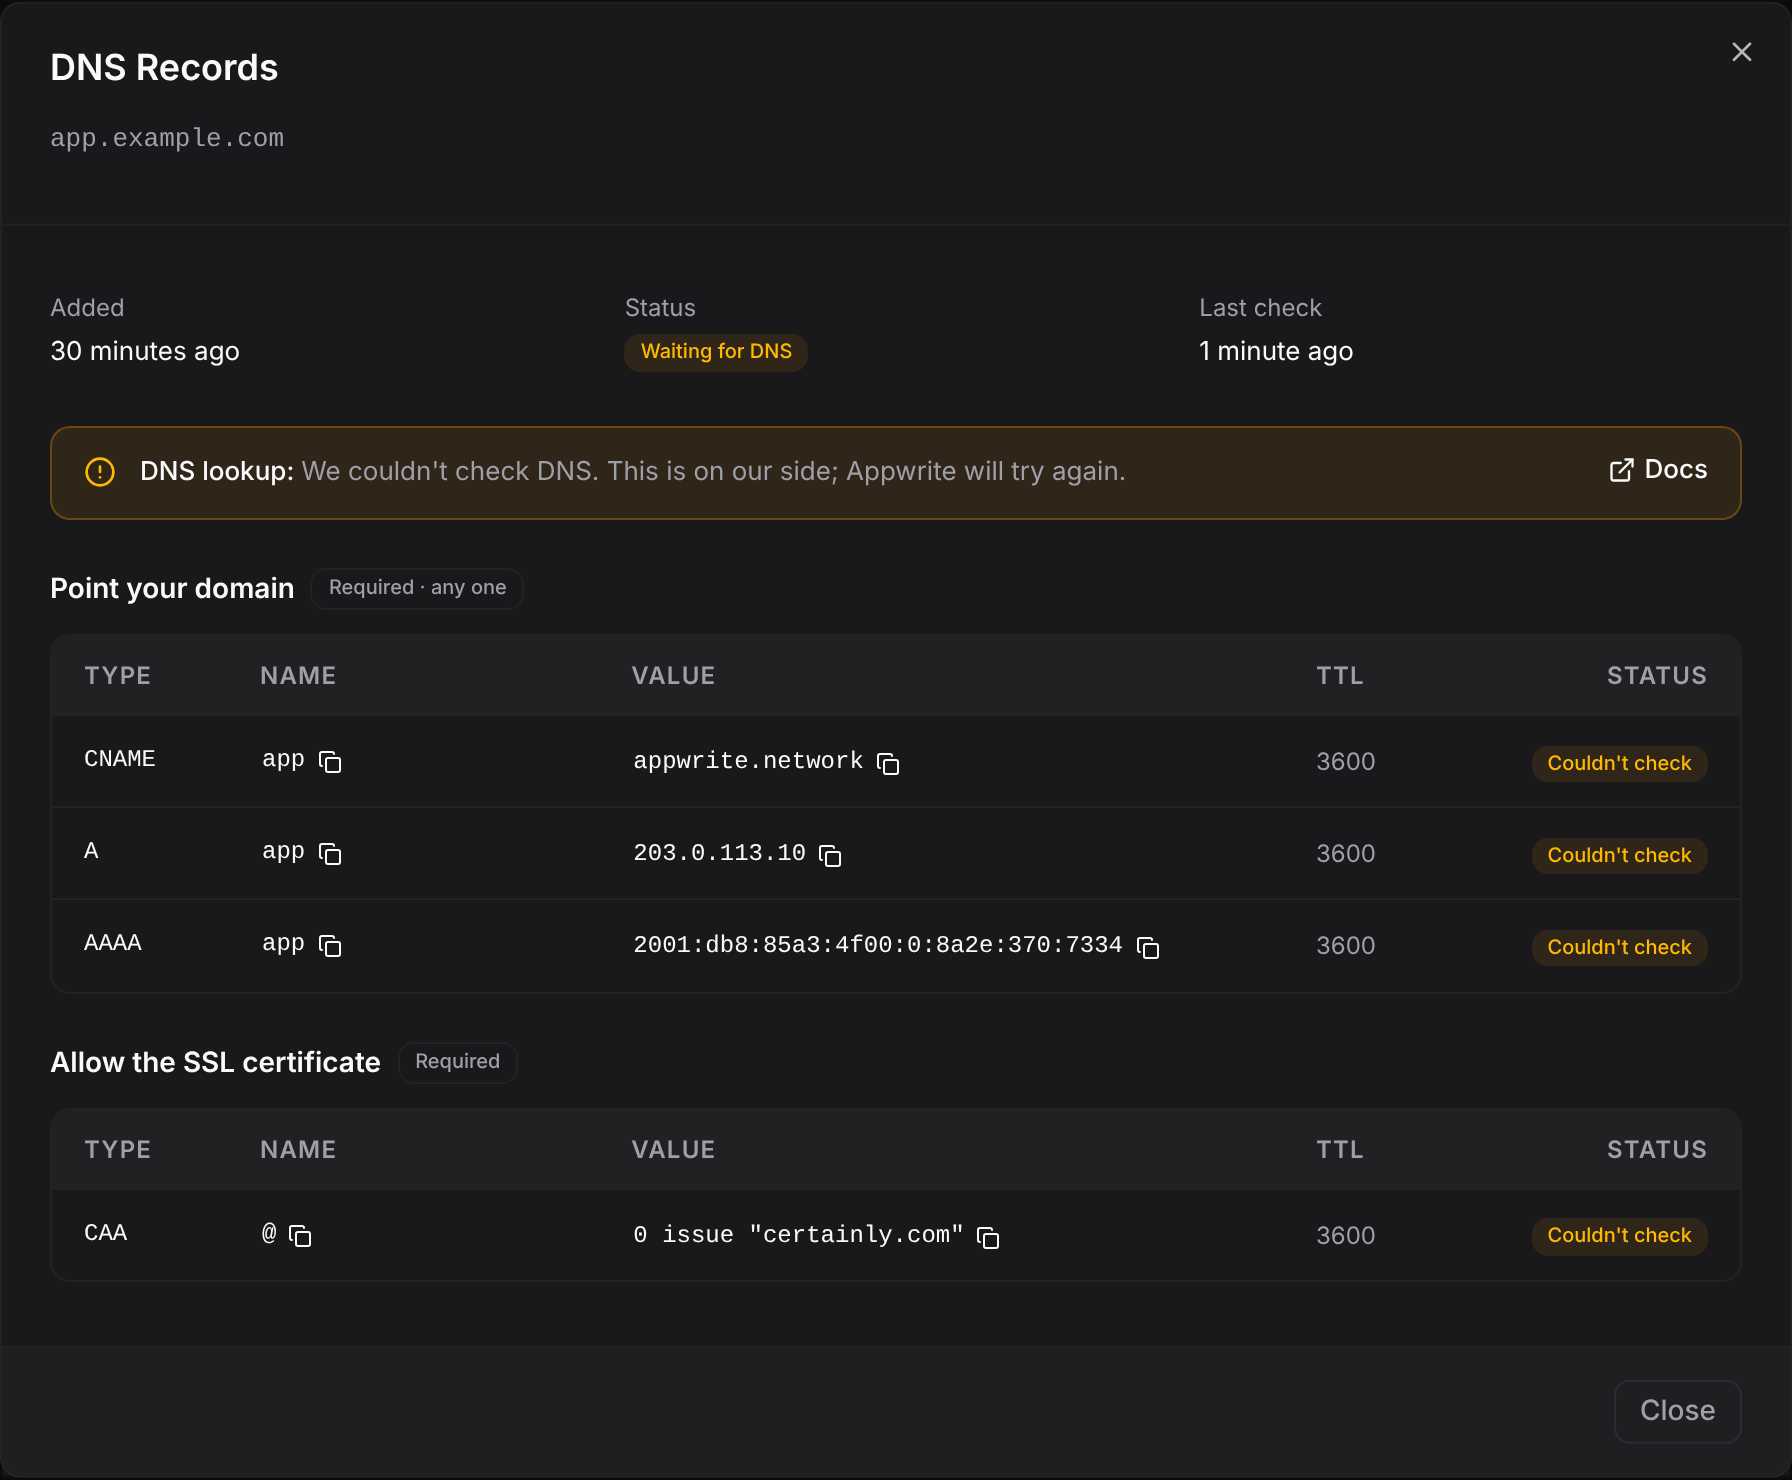 DNS Records
app.example.com
Added
30 minutes ago
Status
Waiting for DNS
Last check
1 minute ago
DNS lookup: We couldn't check DNS. This is on our side; Appwrite will try again.
Docs
Point your domain
Required · any one
TYPE NAME VALUE TTL STATUS
CNAME app appwrite.network 3600 Couldn't check
A app 203.0.113.10 3600 Couldn't check
AAAA app 2001:db8:85a3:4f00:0:8a2e:370:7334 3600 Couldn't check
Allow the SSL certificate
Required
TYPE NAME VALUE TTL STATUS
CAA @ 0 issue "certainly.com" 3600 Couldn't check
Close